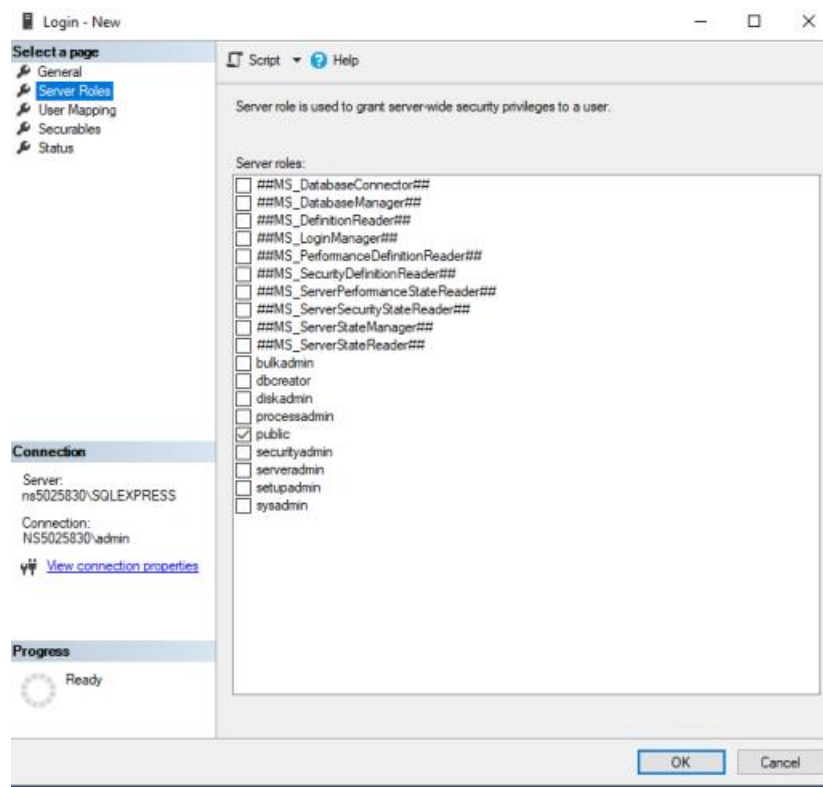 Login - New
Select a page
General
Server Roles
User Mapping
Securables
Status
Script
Help
Server role is used to grant server-wide security privileges to a user.
Server roles:
##MS_DatabaseConnector##
##MS_DatabaseManager##
##MS_DefinitionReader##
##MS_LoginManager##
##MS_PerformanceDefinitionReader##
##MS_SecurityDefinitionReader##
##MS_ServerPerformanceStateReader##
##MS_ServerSecurityStateReader##
##MS_ServerStateManager##
##MS_ServerStateReader##
bulkadmin
dbcreator
diskadmin
processadmin
public
securityadmin
serveradmin
setupadmin
sysadmin
Connection
Server:
ns5025830\SQLEXPRESS
Connection:
NS5025830\admin
View connection properties
Progress
Ready
OK
Cancel